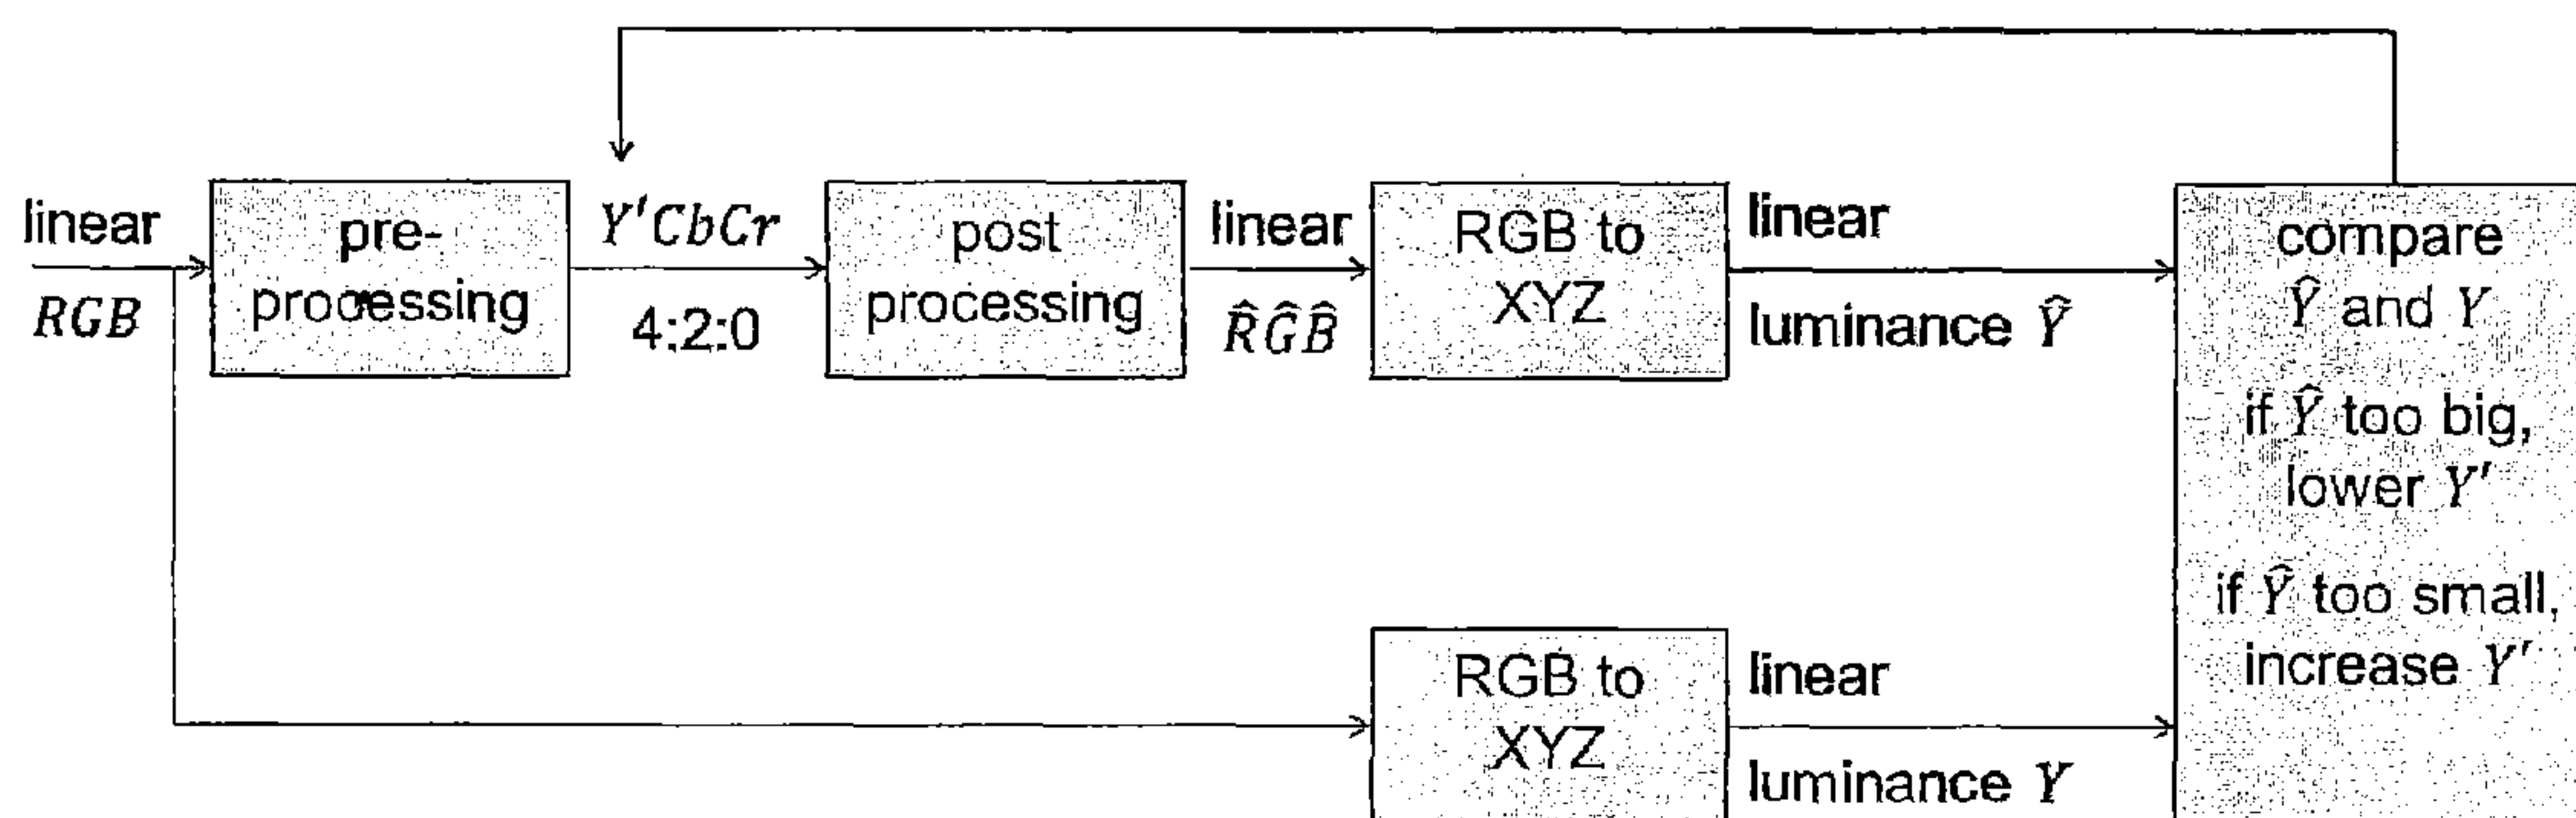 linear
RGB
pre-
processing
Y'CbCr
4:2:0
post
processing
linear
R̂ĜB̂
RGB to
XYZ
linear
luminance Ŷ
compare
Ŷ and Y
if Ŷ too big,
lower Y'
if Ŷ too small,
increase Y'
RGB to
XYZ
linear
luminance Y